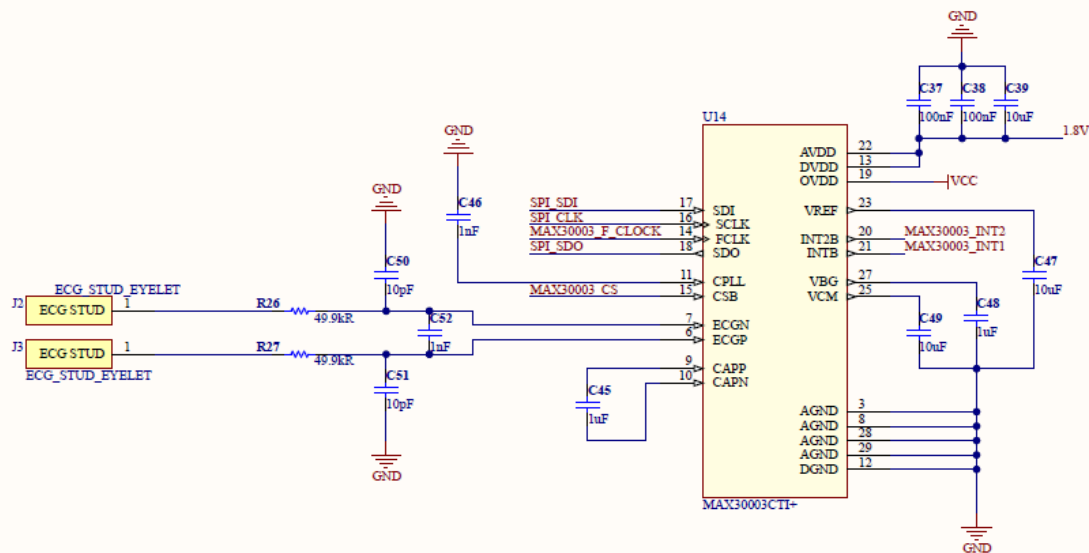 GND
C37
C38
C39
100nF
100nF
10uF
1.8V
U14
GND
AVDD
22
DVDD
13
OVDD
19
VCC
GND
C46
1nF
SPI_SDI
17
SDI
VREF
23
SPI_CLK
16
SCLK
MAX30003_F_CLOCK
14
FCLK
INT2B
20
MAX30003_INT2
SPI_SDO
18
SDO
INTB
21
MAX30003_INT1
C47
10uF
C50
10pF
11
CPLL
VBG
27
MAX30003_CS
15
CSB
VCM
25
C48
1uF
C49
10uF
ECG_STUD_EYELET
J2
ECG STUD
1
R26
49.9kR
C52
1nF
7
ECGN
6
ECGP
J3
ECG STUD
1
R27
49.9kR
ECG_STUD_EYELET
C51
10pF
9
CAPP
10
CAPN
C45
1uF
AGND
3
AGND
8
AGND
28
AGND
29
DGND
12
GND
MAX30003CTI+
GND